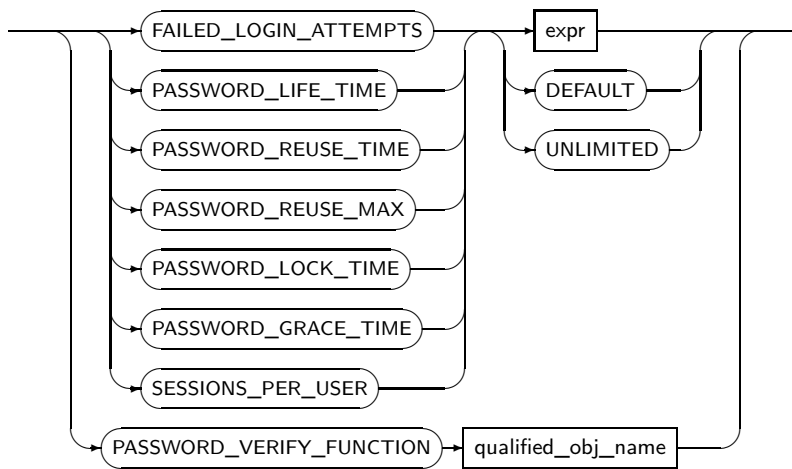 FAILED_LOGIN_ATTEMPTS expr
PASSWORD_LIFE_TIME DEFAULT
PASSWORD_REUSE_TIME UNLIMITED
PASSWORD_REUSE_MAX
PASSWORD_LOCK_TIME
PASSWORD_GRACE_TIME
SESSIONS_PER_USER
PASSWORD_VERIFY_FUNCTION qualified_obj_name